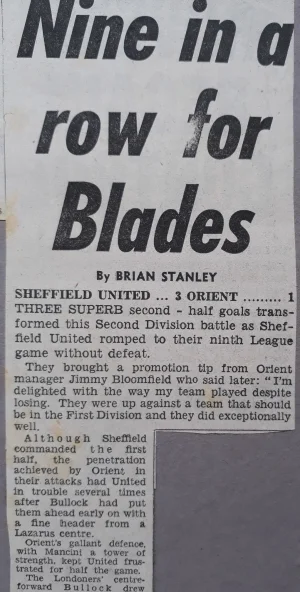 Nine in a
row for
Blades
By BRIAN STANLEY
SHEFFIELD UNITED ... 3 ORIENT ......... 1
THREE SUPERB second - half goals trans-
formed this Second Division battle as Shef-
field United romped to their ninth League
game without defeat.
They brought a promotion tip from Orient
manager Jimmy Bloomfield who said later: "I'm
delighted with the way my team played despite
losing. They were up against a team that should
be in the First Division and they did exceptionally
well.
Although Sheffield
commanded the first
half, the penetration
achieved by Orient in
their attacks had United
in trouble several times
after Bullock had put
them ahead early on with
a fine header from a
Lazarus centre.
Orient's gallant defence,
with Mancini a tower of
strength, kept United frus-
trated for half the game.
The Londoners' centre-
forward Bullock drew